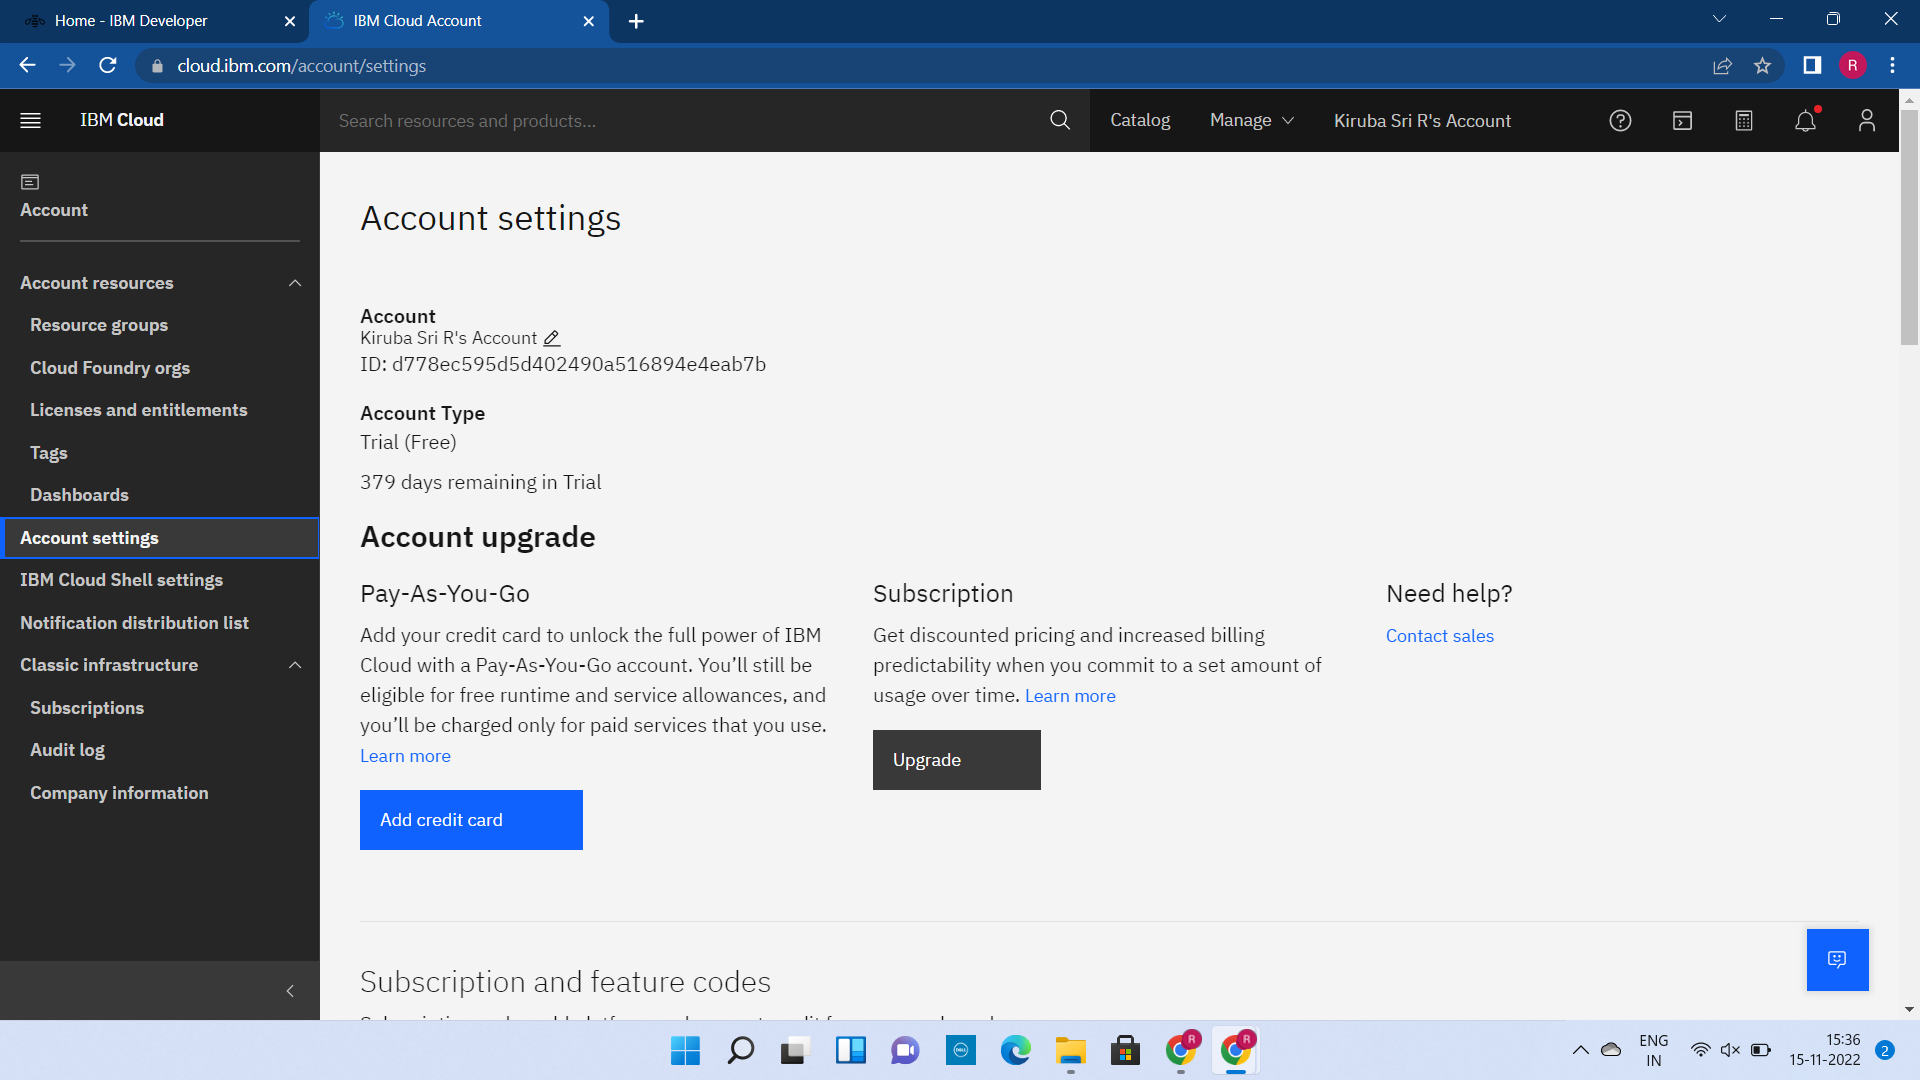 Home - IBM Developer
IBM Cloud Account
cloud.ibm.com/account/settings
R
IBM Cloud
Search resources and products...
Catalog
Manage
Kiruba Sri R's Account
Account
Account resources
Resource groups
Cloud Foundry orgs
Licenses and entitlements
Tags
Dashboards
Account settings
IBM Cloud Shell settings
Notification distribution list
Classic infrastructure
Subscriptions
Audit log
Company information
Account settings
Account
Kiruba Sri R's Account
ID: d778ec595d5d402490a516894e4eab7b
Account Type
Trial (Free)
379 days remaining in Trial
Account upgrade
Pay-As-You-Go
Add your credit card to unlock the full power of IBM
Cloud with a Pay-As-You-Go account. You’ll still be
eligible for free runtime and service allowances, and
you’ll be charged only for paid services that you use.
Learn more
Add credit card
Subscription
Get discounted pricing and increased billing
predictability when you commit to a set amount of
usage over time. Learn more
Upgrade
Need help?
Contact sales
Subscription and feature codes
DELL
R
R
ENG
IN
15:36
15-11-2022
2